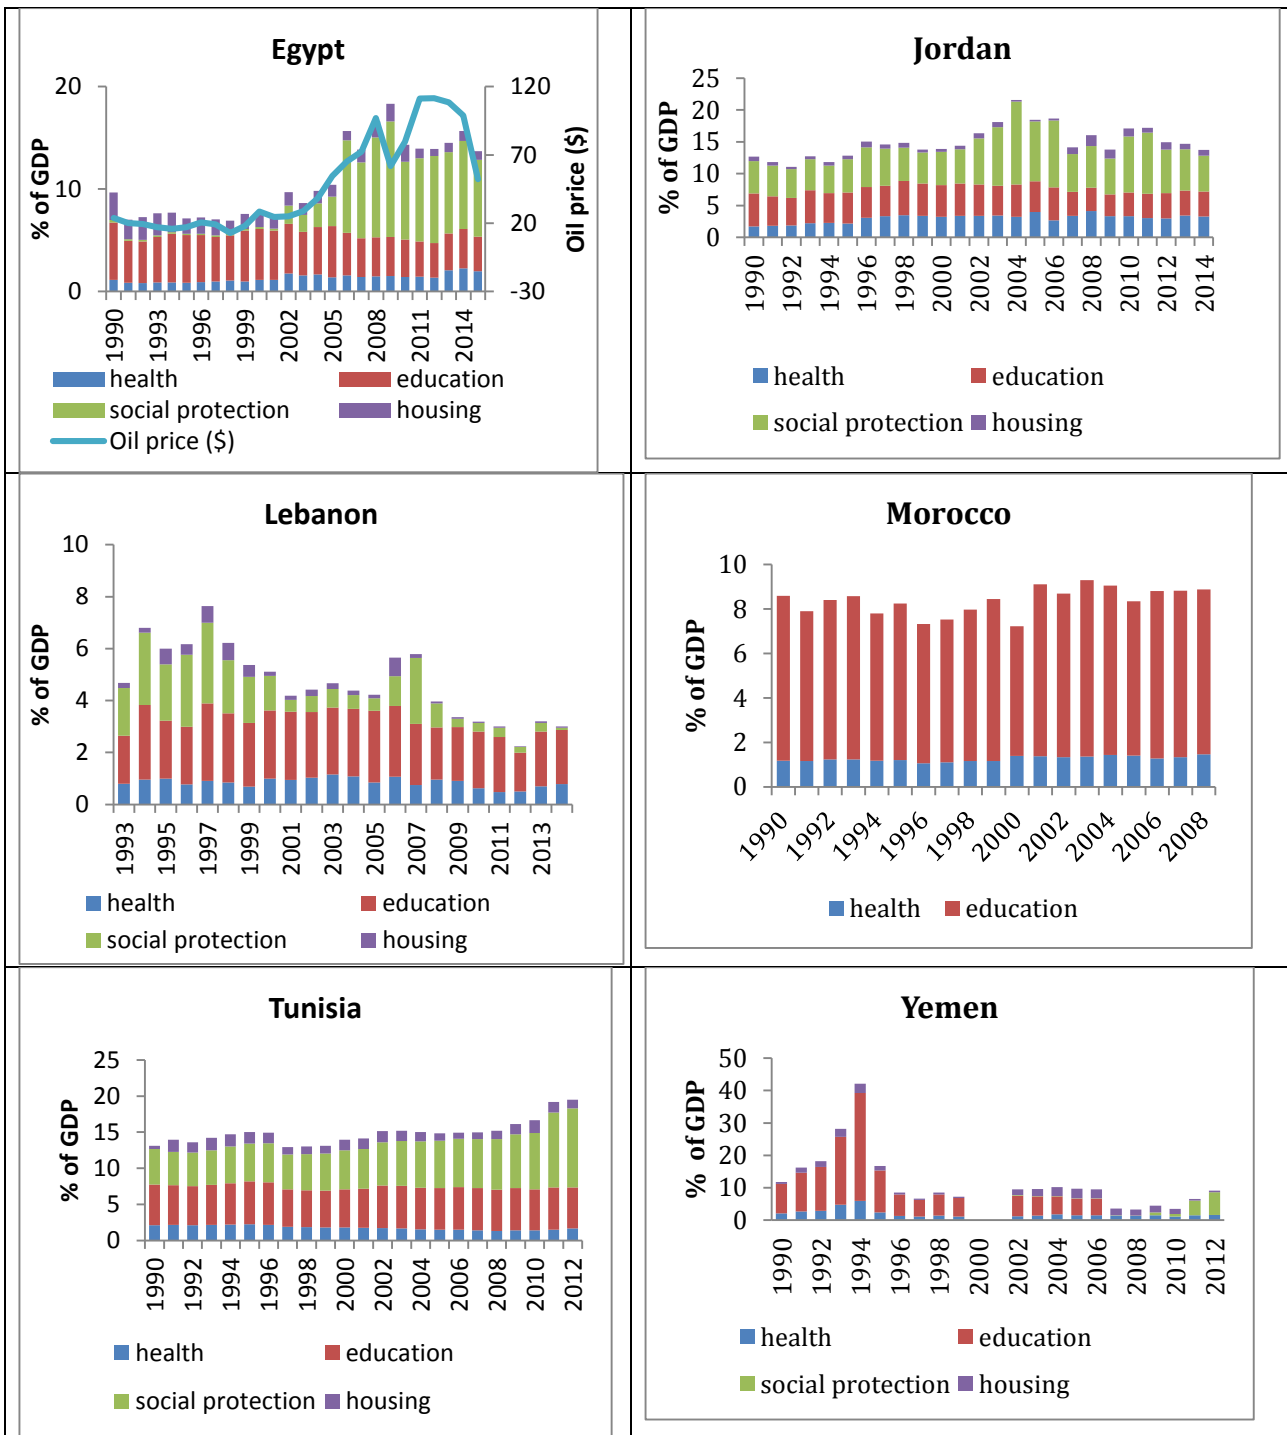 Egypt
20
10
0
% of GDP
120
70
20
-30
Oil price ($)
1990
1993
1996
1999
2002
2005
2008
2011
2014
health
education
social protection
housing
Oil price ($)
Jordan
25
20
15
10
5
0
% of GDP
1990
1992
1994
1996
1998
2000
2002
2004
2006
2008
2010
2012
2014
health
education
social protection
housing
Lebanon
10
8
6
4
2
0
% of GDP
1993
1995
1997
1999
2001
2003
2005
2007
2009
2011
2013
health
education
social protection
housing
Morocco
10
8
6
4
2
0
% of GDP
1990
1992
1994
1996
1998
2000
2002
2004
2006
2008
health
education
Tunisia
25
20
15
10
5
0
% of GDP
1990
1992
1994
1996
1998
2000
2002
2004
2006
2008
2010
2012
health
education
social protection
housing
Yemen
50
40
30
20
10
0
% of GDP
1990
1992
1994
1996
1998
2000
2002
2004
2006
2008
2010
2012
health
education
social protection
housing